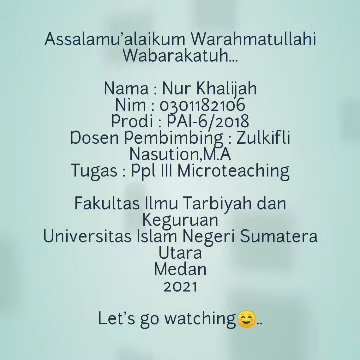 Assalamu'alaikum Warahmatullahi
Wabarakatuh...
Nama : Nur Khalijah
Nim : 0301182106
Prodi : PAI-6/2018
Dosen Pembimbing : Zulkifli
Nasution,M.A
Tugas : Ppl III Microteaching
Fakultas Ilmu Tarbiyah dan
Keguruan
Universitas Islam Negeri Sumatera
Utara
Medan
2021
Let's go watching😊..